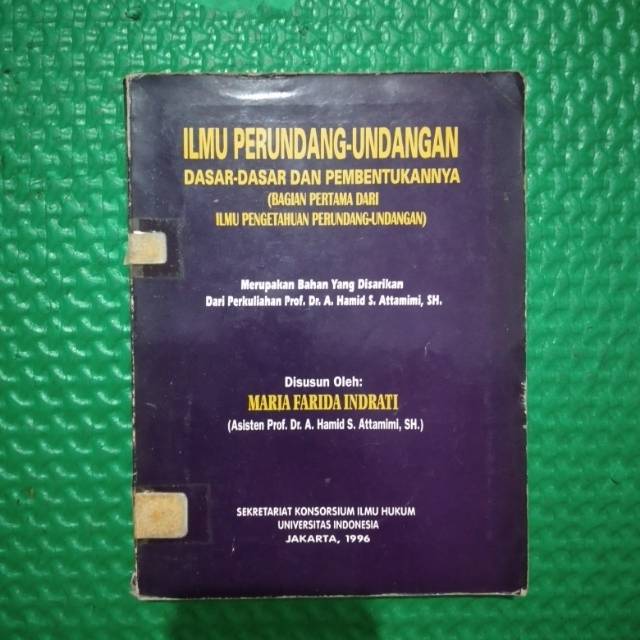 ILMU PERUNDANG-UNDANGAN
DASAR-DASAR DAN PEMBENTUKANNYA
(BAGIAN PERTAMA DARI
ILMU PENGETAHUAN PERUNDANG-UNDANGAN)
Merupakan Bahan Yang Disarikan
Dari Perkuliahan Prof. Dr. A. Hamid S. Attamimi, SH.
Disusun Oleh:
MARIA FARIDA INDRATI
(Asisten Prof. Dr. A. Hamid S. Attamimi, SH.)
SEKRETARIAT KONSORSIUM ILMU HUKUM
UNIVERSITAS INDONESIA
JAKARTA, 1996